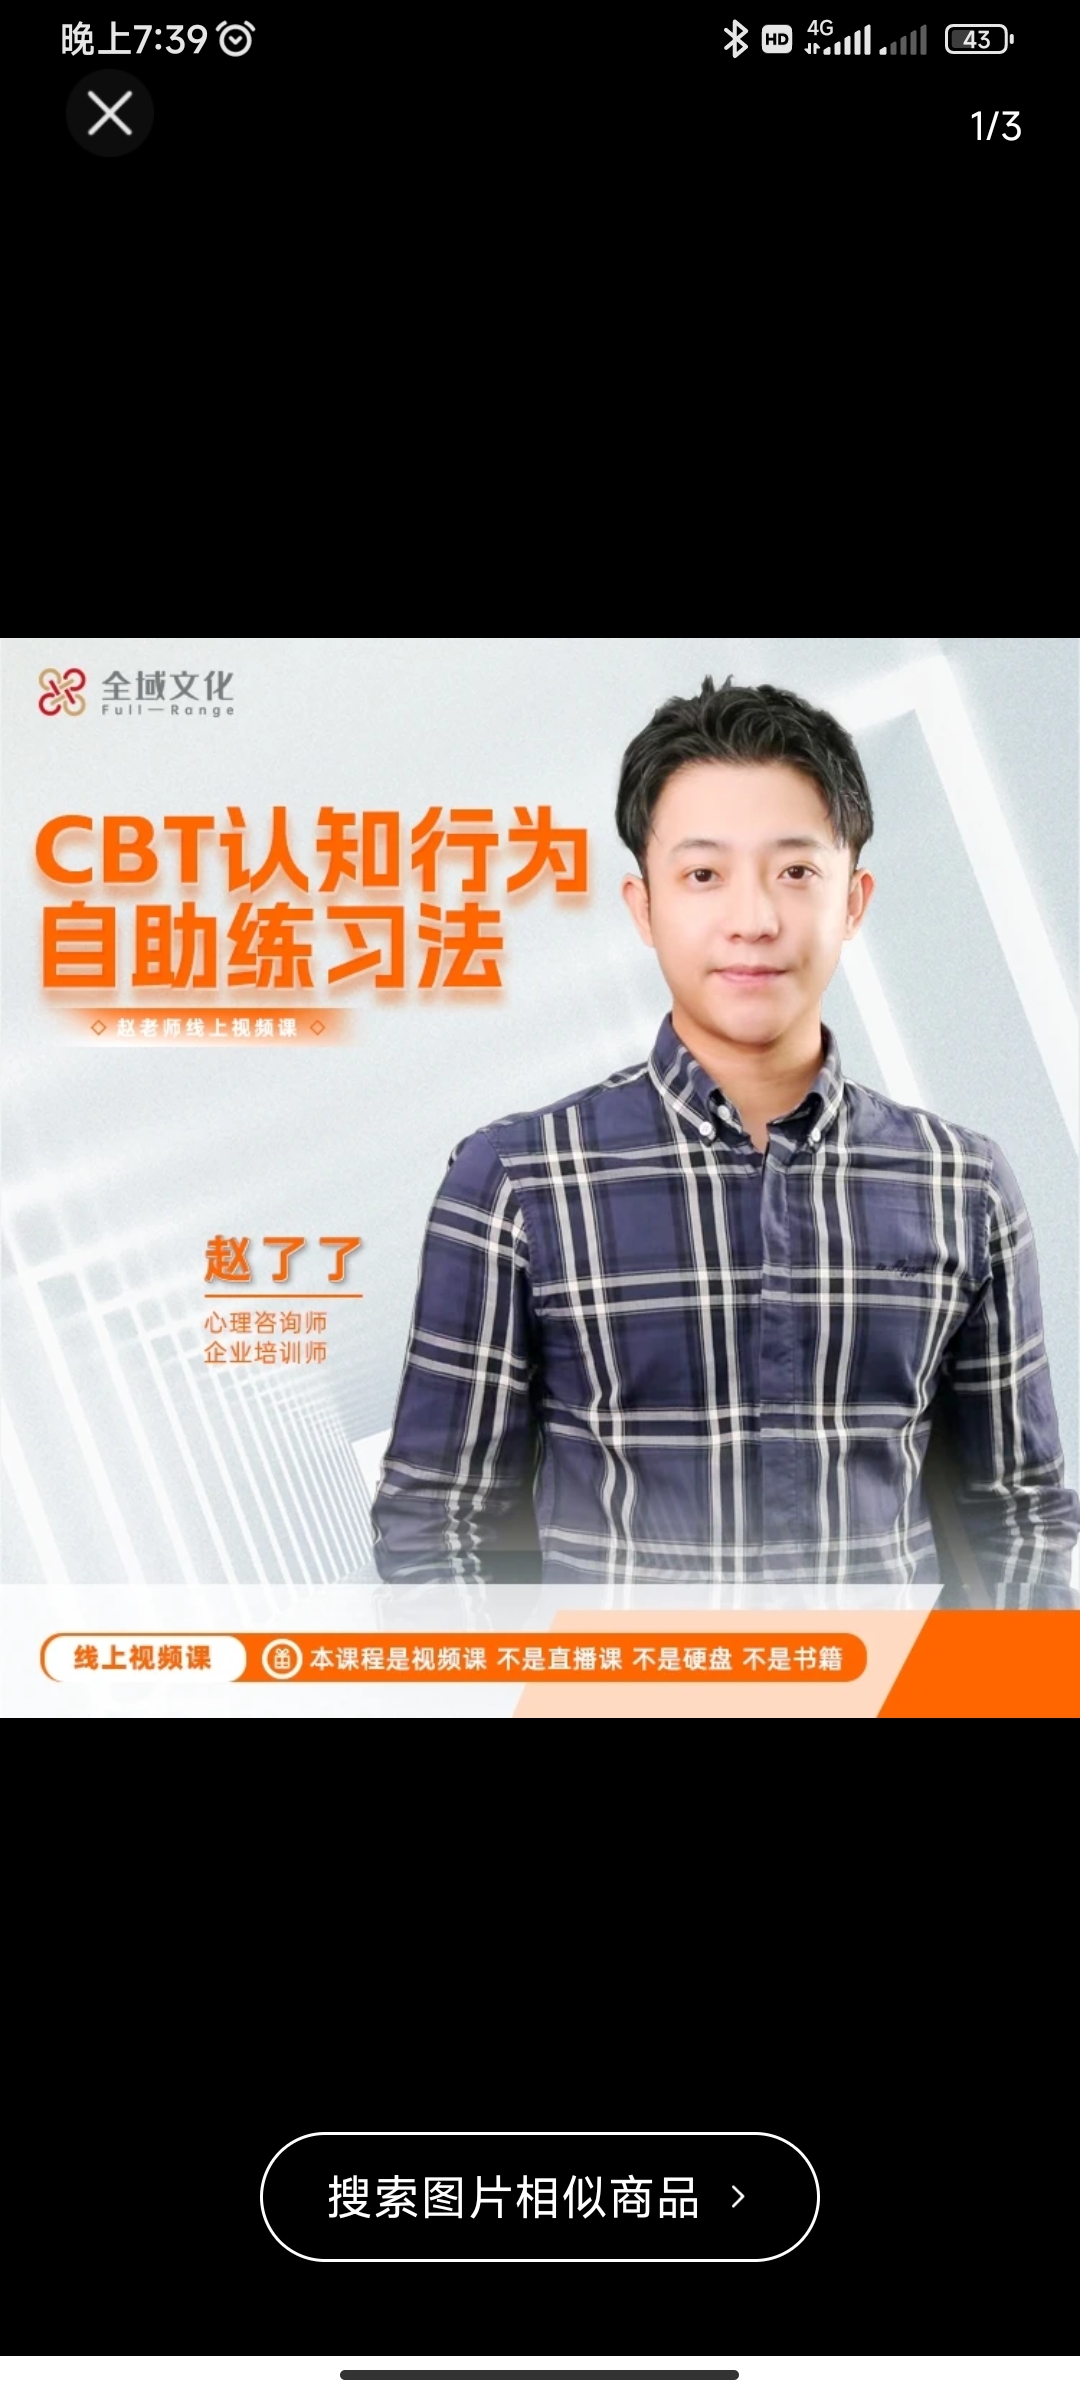 晚上7:39
HD 4G 43
1/3
全域文化
Full—Range
CBT认知行为
自助练习法
赵老师线上视频课
赵了了
心理咨询师
企业培训师
线上视频课 本课程是视频课 不是直播课 不是硬盘 不是书籍
搜索图片相似商品